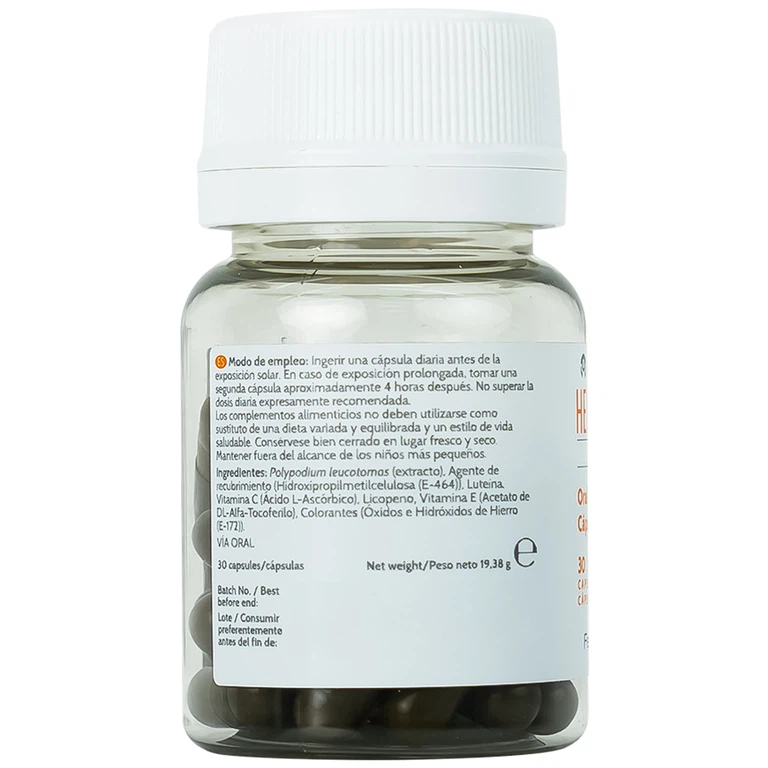 ES Modo de empleo: Ingerir una cápsula diaria antes de la
exposición solar. En caso de exposición prolongada, tomar una
segunda cápsula aproximadamente 4 horas después. No superar la
dosis diaria expresamente recomendada.
Los complementos alimenticios no deben utilizarse como
sustituto de una dieta variada y equilibrada y un estilo de vida
saludable. Consérvese bien cerrado en lugar fresco y seco.
Mantener fuera del alcance de los niños más pequeños.
Ingredientes: Polypodium leucotomos (extracto), Agente de
recubrimiento (Hidroxipropilmetilcelulosa (E-464)), Luteína,
Vitamina C (Ácido L-Ascórbico), Licopeno, Vitamina E (Acetato de
DL-Alfa-Tocoferilo), Colorantes (Óxidos e Hidróxidos de Hierro
(E-172)).
VÍA ORAL
30 capsules/cápsulas
Net weight/Peso neto 19,38 g e
Batch No. / Best
before end:
Lote / Consumir
preferentemente
antes del fin de:
HE
Ora
Cáp
30
CAPS
CÁPS